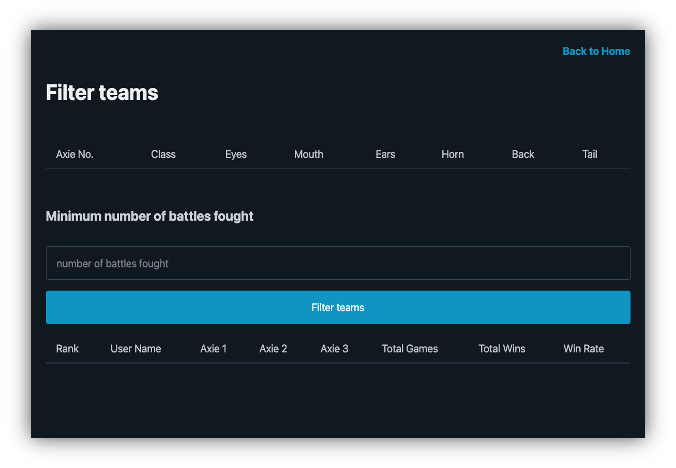 Back to Home
Filter teams
Axie No. Class Eyes Mouth Ears Horn Back Tail
Minimum number of battles fought
number of battles fought
Filter teams
Rank User Name Axie 1 Axie 2 Axie 3 Total Games Total Wins Win Rate